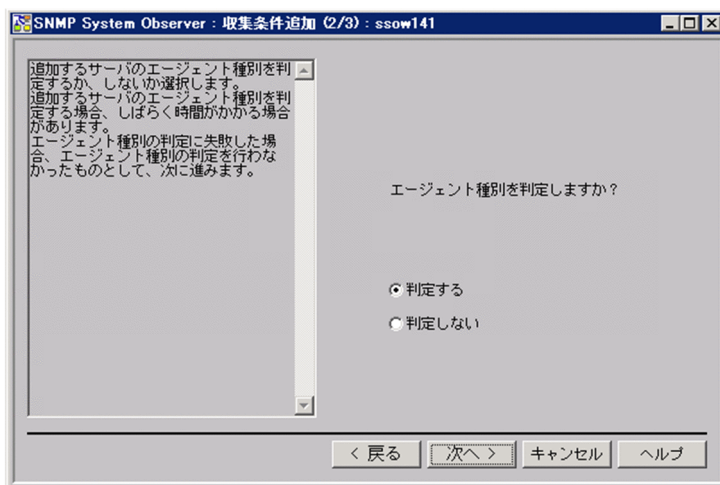 SNMP System Observer : 収集条件追加 (2/3) : ssow141
追加するサーバのエージェント種別を判
定するか、しないか選択します。
追加するサーバのエージェント種別を判
定する場合、しばらく時間がかかる場合
があります。
エージェント種別の判定に失敗した場
合、エージェント種別の判定を行わな
かったものとして、次に進みます。
エージェント種別を判定しますか？
判定する
判定しない
< 戻る
次へ >
キャンセル
ヘルプ